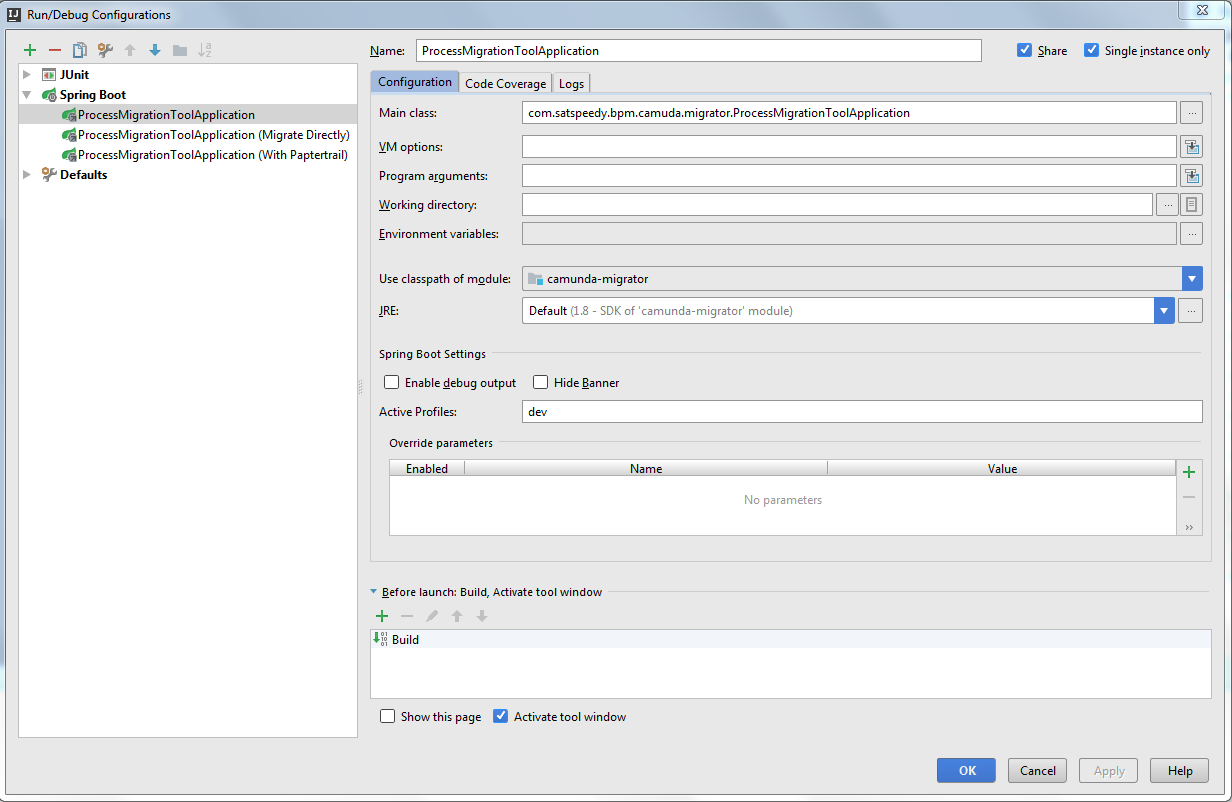 Run/Debug Configurations
Name: ProcessMigrationToolApplication Share Single instance only
JUnit
Spring Boot
ProcessMigrationToolApplication
ProcessMigrationToolApplication (Migrate Directly)
ProcessMigrationToolApplication (With Paptertrail)
Defaults
Configuration Code Coverage Logs
Main class: com.satspeedy.bpm.camuda.migrator.ProcessMigrationToolApplication ...
VM options:
Program arguments:
Working directory: ...
Environment variables: ...
Use classpath of module: camunda-migrator
JRE: Default (1.8 - SDK of 'camunda-migrator' module) ...
Spring Boot Settings
Enable debug output Hide Banner
Active Profiles: dev
Override parameters
Enabled Name Value
No parameters
Before launch: Build, Activate tool window
Build
Show this page Activate tool window
OK Cancel Apply Help